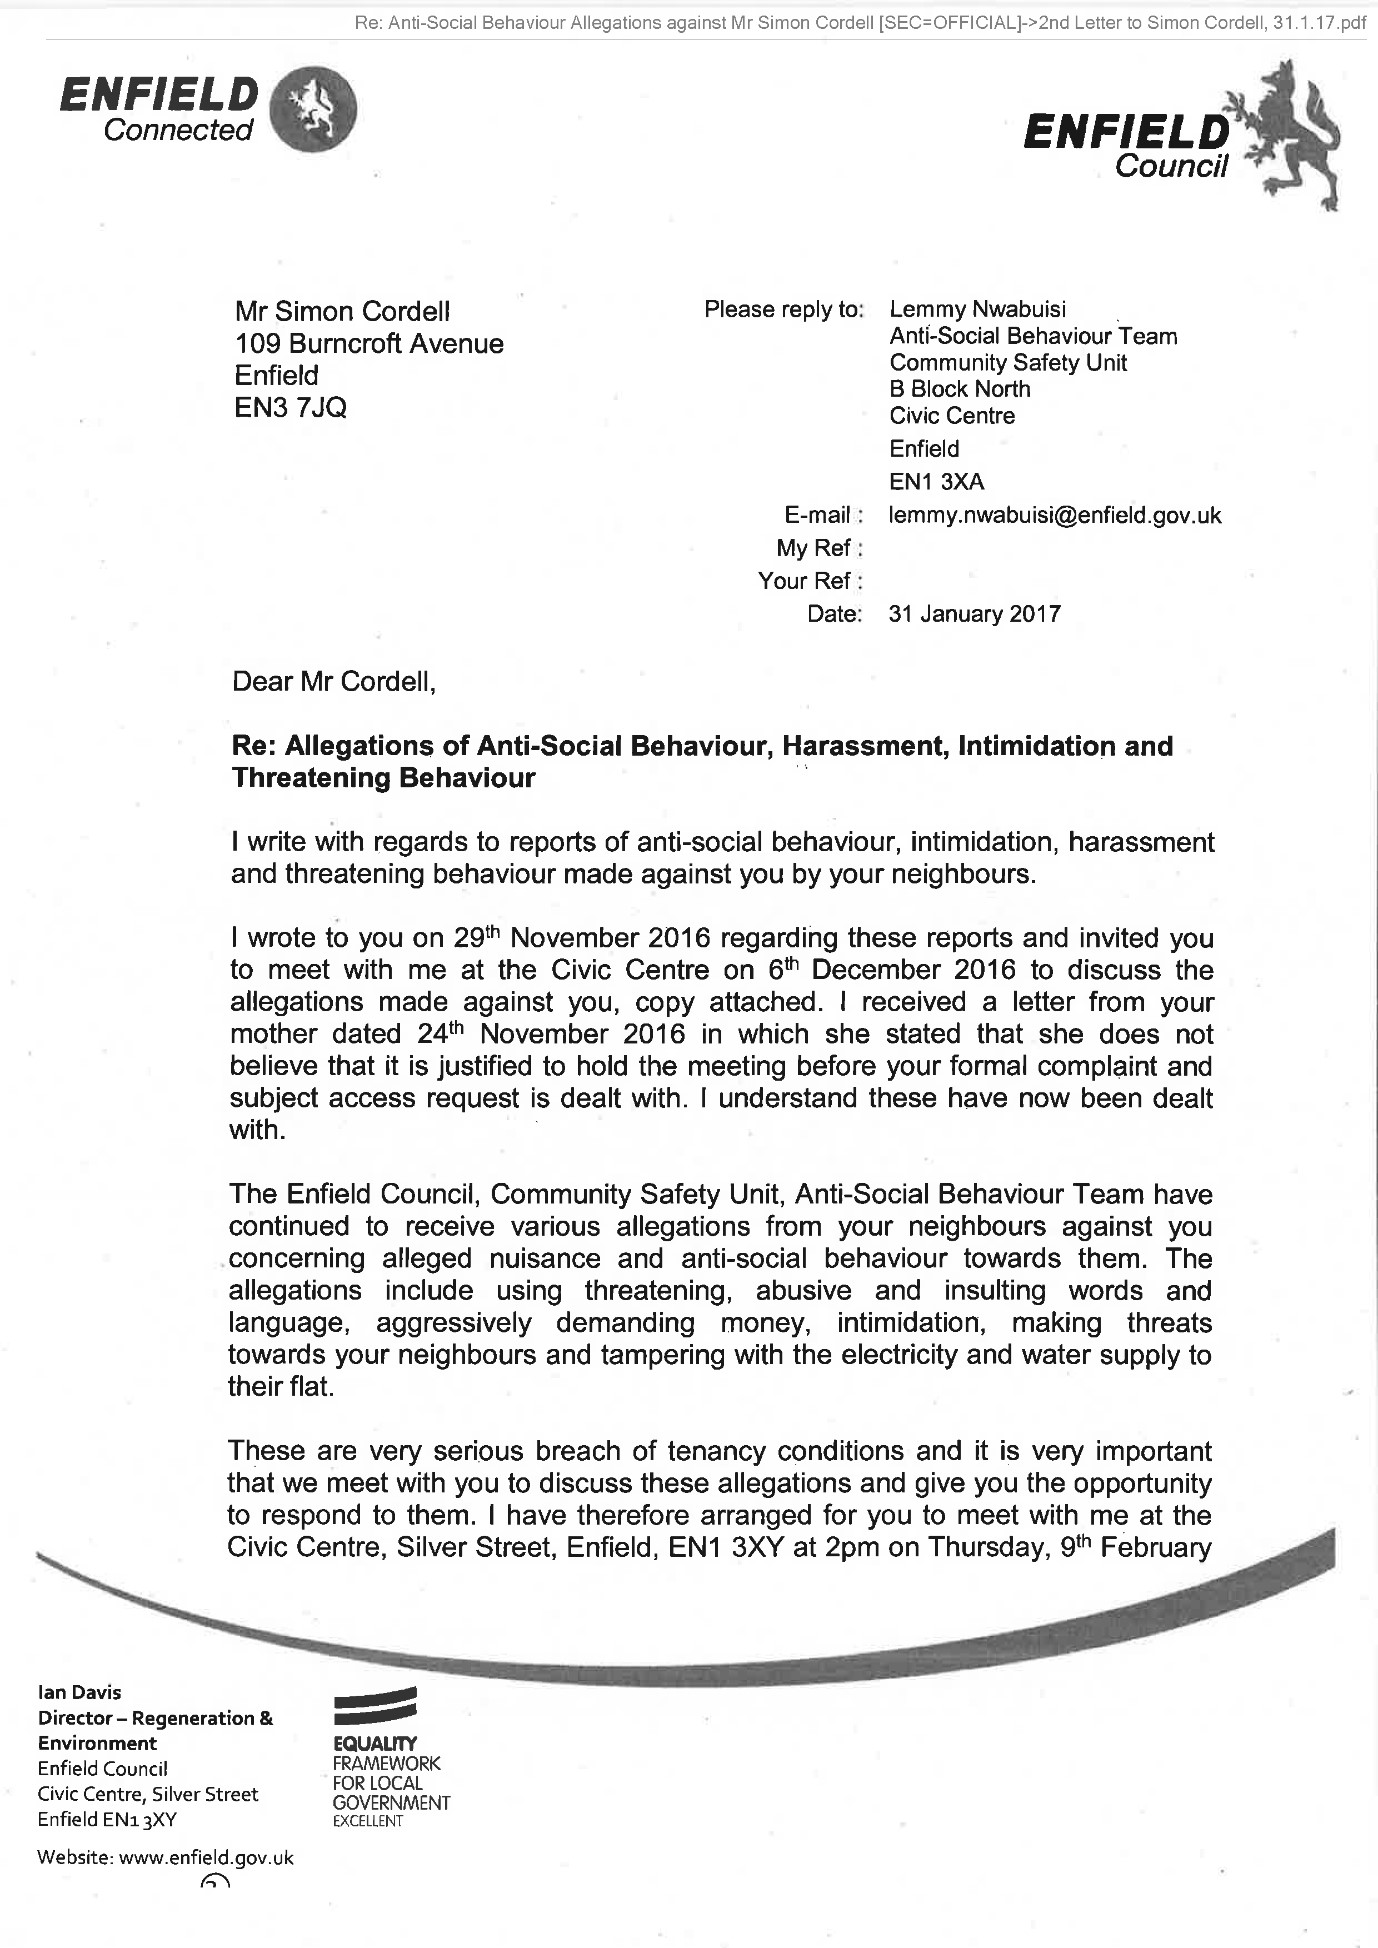 Re: Anti-Social Behaviour Allegations against Mr Simon Cordell [SEC=OFFICIAL]->2nd Letter to Simon Cordell, 31.1.17.pdf
ENFIELD
Connected
ENFIELD
Council
Mr Simon Cordell
109 Burncroft Avenue
Enfield
EN3 7JQ
Please reply to: Lemmy Nwabuisi
Anti-Social Behaviour Team
Community Safety Unit
B Block North
Civic Centre
Enfield
EN1 3XA
E-mail : lemmy.nwabuisi@enfield.gov.uk
My Ref :
Your Ref :
Date: 31 January 2017
Dear Mr Cordell,
Re: Allegations of Anti-Social Behaviour, Harassment, Intimidation and
Threatening Behaviour
I write with regards to reports of anti-social behaviour, intimidation, harassment
and threatening behaviour made against you by your neighbours.
I wrote to you on 29th November 2016 regarding these reports and invited you
to meet with me at the Civic Centre on 6th December 2016 to discuss the
allegations made against you, copy attached. I received a letter from your
mother dated 24th November 2016 in which she stated that she does not
believe that it is justified to hold the meeting before your formal complaint and
subject access request is dealt with. I understand these have now been dealt
with.
The Enfield Council, Community Safety Unit, Anti-Social Behaviour Team have
continued to receive various allegations from your neighbours against you
concerning alleged nuisance and anti-social behaviour towards them. The
allegations include using threatening, abusive and insulting words and
language, aggressively demanding money, intimidation, making threats
towards your neighbours and tampering with the electricity and water supply to
their flat.
These are very serious breach of tenancy conditions and it is very important
that we meet with you to discuss these allegations and give you the opportunity
to respond to them. I have therefore arranged for you to meet with me at the
Civic Centre, Silver Street, Enfield, EN1 3XY at 2pm on Thursday, 9th February
Ian Davis
Director – Regeneration &
Environment
Enfield Council
Civic Centre, Silver Street
Enfield EN1 3XY
Website: www.enfield.gov.uk
EQUALITY
FRAMEWORK
FOR LOCAL
GOVERNMENT
EXCELLENT